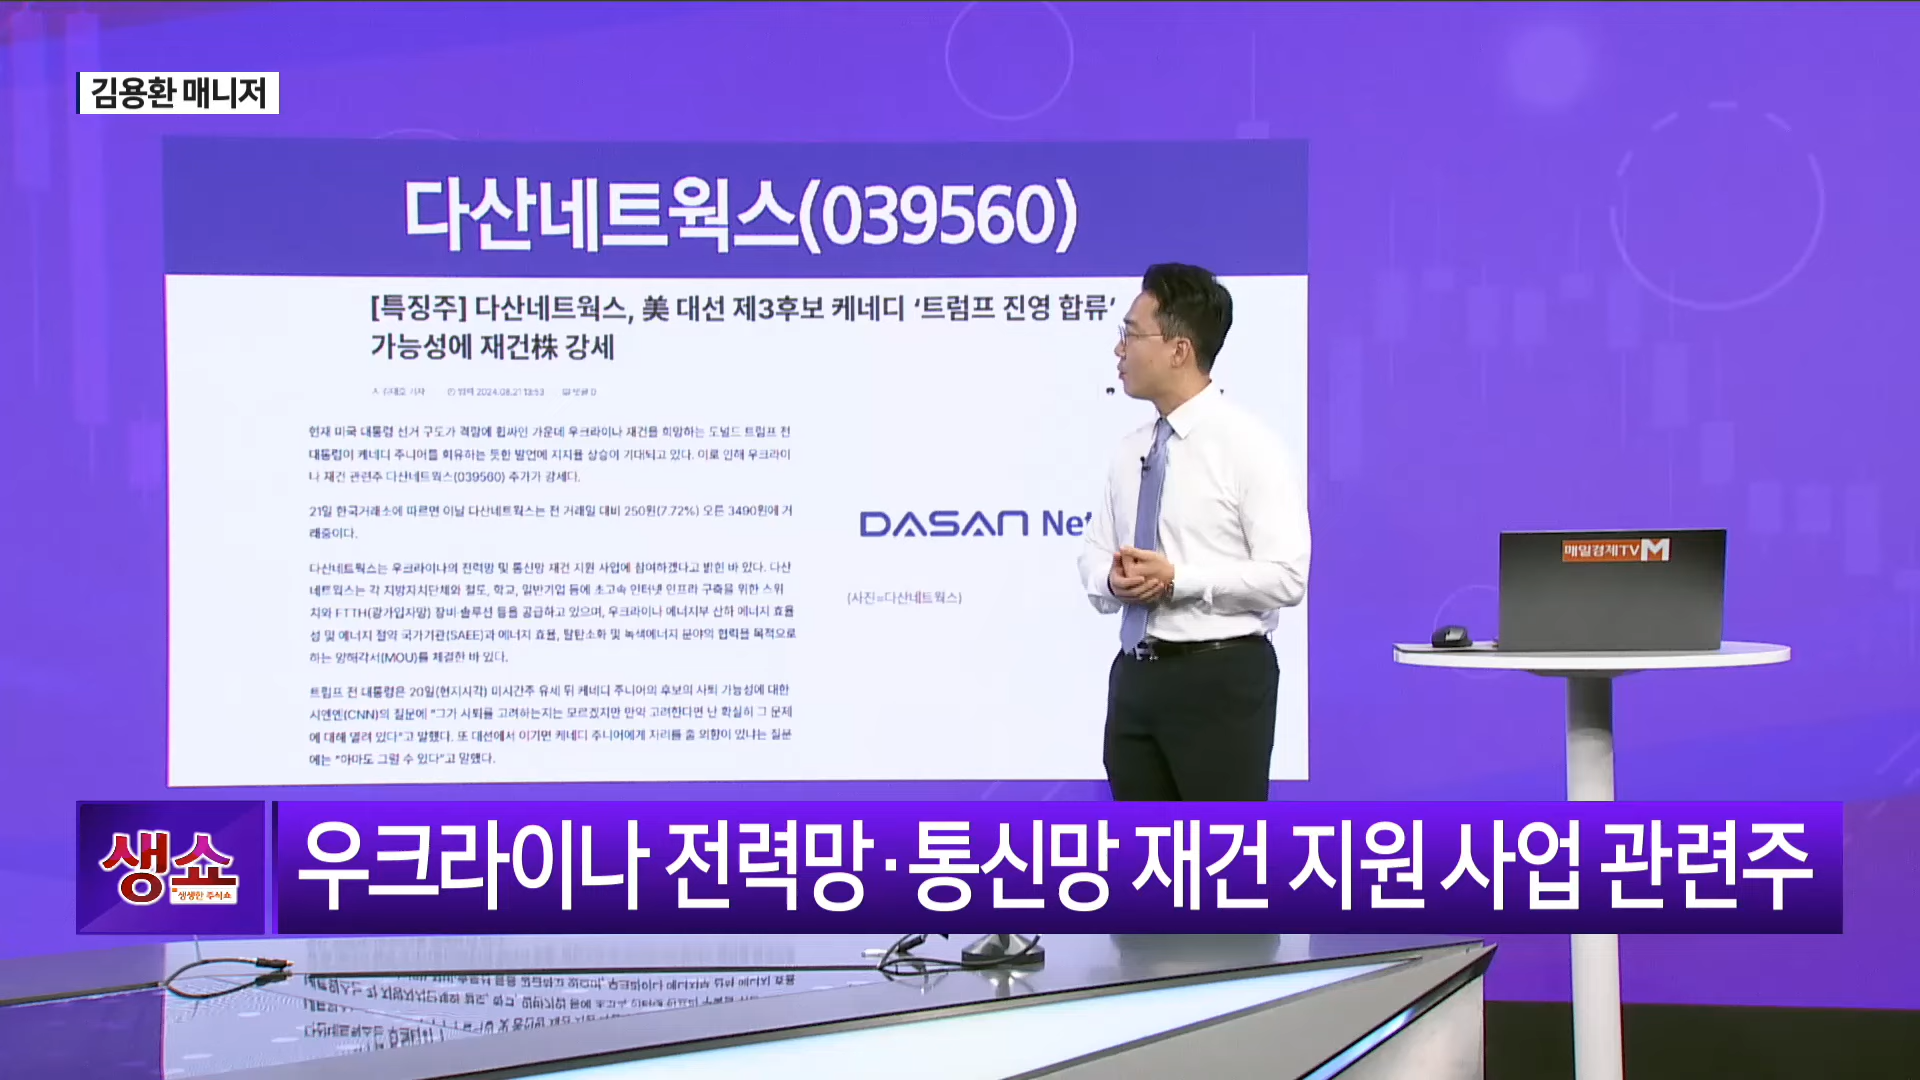 김용환 매니저
다산네트웍스(039560)
[특징주] 다산네트웍스, 美 대선 제3후보 케네디 ‘트럼프 진영 합류’
가능성에 재건株 강세
기자 입력 2024.08.21 13:53 댓글 0
현재 미국 대통령 선거 구도가 격랑에 휩싸인 가운데 우크라이나 재건을 희망하는 도널드 트럼프 전
대통령이 케네디 주니어를 회유하는 듯한 발언에 지지율 상승이 기대되고 있다. 이로 인해 우크라이
나 재건 관련주 다산네트웍스(039560) 주가가 강세다.
21일 한국거래소에 따르면 이날 다산네트웍스는 전 거래일 대비 250원(7.72%) 오른 3490원에 거
래중이다.
다산네트웍스는 우크라이나의 전력망 및 통신망 재건 지원 사업에 참여하겠다고 밝힌 바 있다. 다산
네트웍스는 각 지방자치단체와 철도, 학교, 일반기업 등에 초고속 인터넷 인프라 구축을 위한 스위
치와 FTTH(광가입자망) 장비·솔루션 등을 공급하고 있으며, 우크라이나 에너지부 산하 에너지 효율
성 및 에너지 절약 국가기관(SAEE)과 에너지 효율, 탈탄소화 및 녹색에너지 분야의 협력을 목적으로
하는 양해각서(MOU)를 체결한 바 있다.
트럼프 전 대통령은 20일(현지시각) 미시간주 유세 뒤 케네디 주니어의 후보의 사퇴 가능성에 대한
시엔엔(CNN)의 질문에 “그가 사퇴를 고려하는지는 모르겠지만 만약 고려한다면 난 확실히 그 문제
에 대해 열려 있다”고 말했다. 또 대선에서 이기면 케네디 주니어에게 자리를 줄 의향이 있냐는 질문
에는 “아마도 그럴 수 있다”고 말했다.
DASAN Net
(사진=다산네트웍스)
매일경제TV M
생쇼
생생한 주식쇼
우크라이나 전력망·통신망 재건 지원 사업 관련주